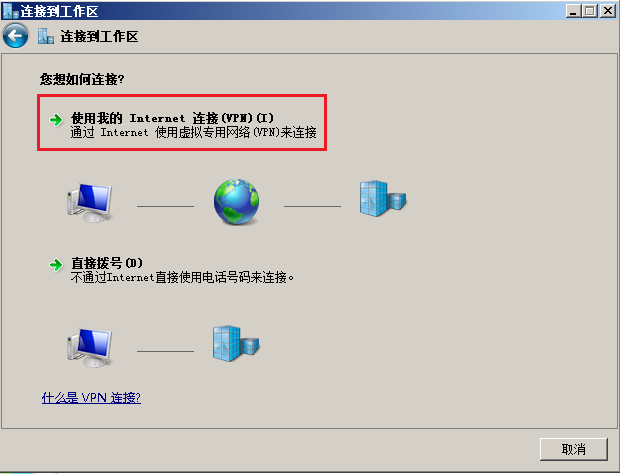 连接到工作区
连接到工作区
您想如何连接?
使用我的 Internet 连接(VPN)(I)
通过 Internet 使用虚拟专用网络(VPN)来连接
直接拨号(D)
不通过Internet直接使用电话号码来连接。
什么是 VPN 连接?
取消